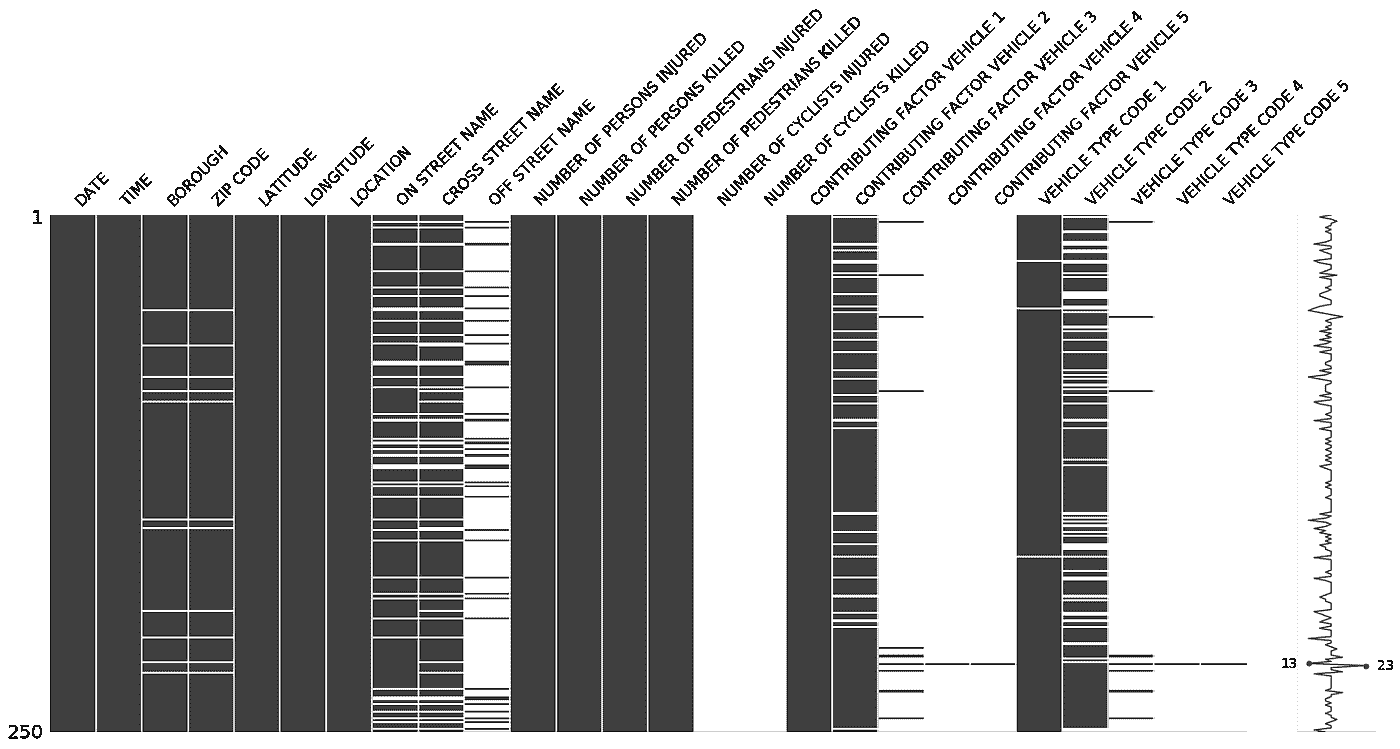 DATE
TIME
BOROUGH
ZIP CODE
LATITUDE
LONGITUDE
LOCATION
ON STREET NAME
CROSS STREET NAME
OFF STREET NAME
NUMBER OF PERSONS INJURED
NUMBER OF PERSONS KILLED
NUMBER OF PEDESTRIANS INJURED
NUMBER OF PEDESTRIANS KILLED
NUMBER OF CYCLISTS INJURED
NUMBER OF CYCLISTS KILLED
CONTRIBUTING FACTOR VEHICLE 1
CONTRIBUTING FACTOR VEHICLE 2
CONTRIBUTING FACTOR VEHICLE 3
CONTRIBUTING FACTOR VEHICLE 4
CONTRIBUTING FACTOR VEHICLE 5
VEHICLE TYPE CODE 1
VEHICLE TYPE CODE 2
VEHICLE TYPE CODE 3
VEHICLE TYPE CODE 4
VEHICLE TYPE CODE 5
1
13
23
250